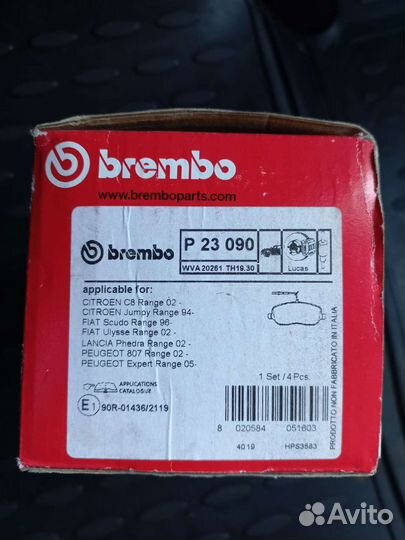 brembo
www.bremboparts.com
brembo
P 23 090
WVA 20261 TH19.30
Lucas
applicable for:
CITROEN C8 Range 02 -
CITROEN Jumpy Range 94-
FIAT Scudo Range 96-
FIAT Ulysse Range 02 -
LANCIA Phedra Range 02 -
PEUGEOT 807 Range 02 -
PEUGEOT Expert Range 05-
1 Set / 4 Pcs.
APPLICATIONS
CATALOGUE
E1 90R-01436/2119
8 020584 051603
4019 HPS3583
PRODOTTO NON FABBRICATO IN ITALIA
Avito